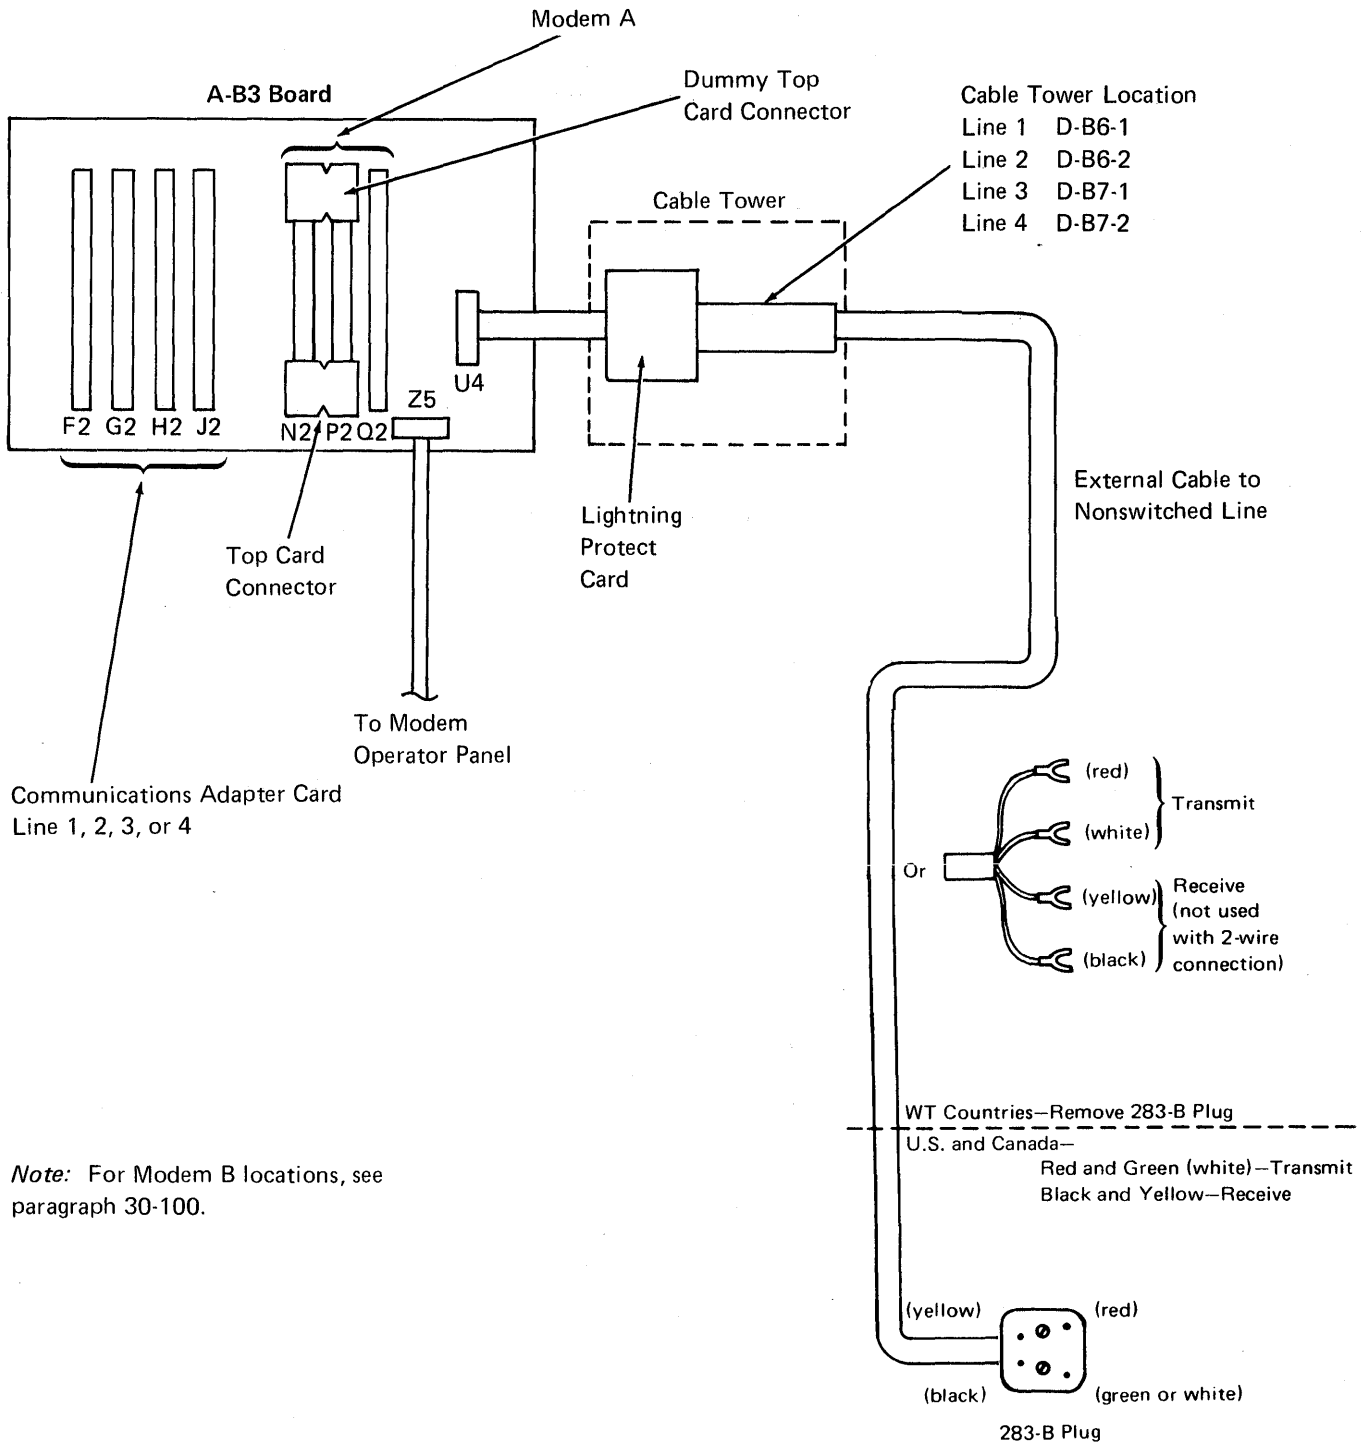 Modem A
A-B3 Board
Dummy Top
Card Connector
Cable Tower Location
Line 1 D-B6-1
Line 2 D-B6-2
Line 3 D-B7-1
Line 4 D-B7-2
Cable Tower
U4
Z5
F2 G2 H2 J2
N2 P2 Q2
External Cable to
Nonswitched Line
Lightning
Protect
Card
Top Card
Connector
To Modem
Operator Panel
Communications Adapter Card
Line 1, 2, 3, or 4
(red)
Transmit
(white)
Or
(yellow)
Receive
(not used
with 2-wire
connection)
(black)
WT Countries—Remove 283-B Plug
U.S. and Canada—
Red and Green (white)—Transmit
Black and Yellow—Receive
Note: For Modem B locations, see
paragraph 30-100.
(yellow)
(red)
(black)
(green or white)
283-B Plug